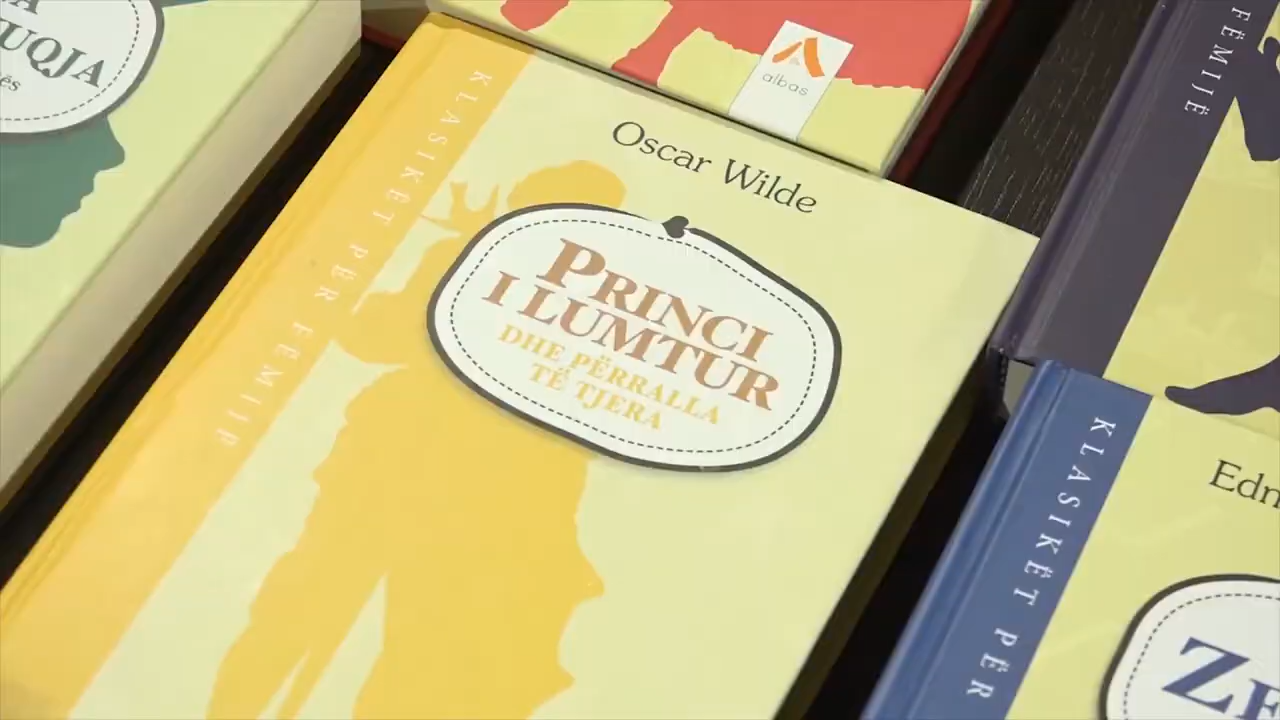 UQJA
albas
FËMIJË
KLASIKËT PËR FËMIJË
Oscar Wilde
PRINCI
I LUMTUR
DHE PËRRALLA
TË TJERA
KLASIKËT PËR
Edn
ZE